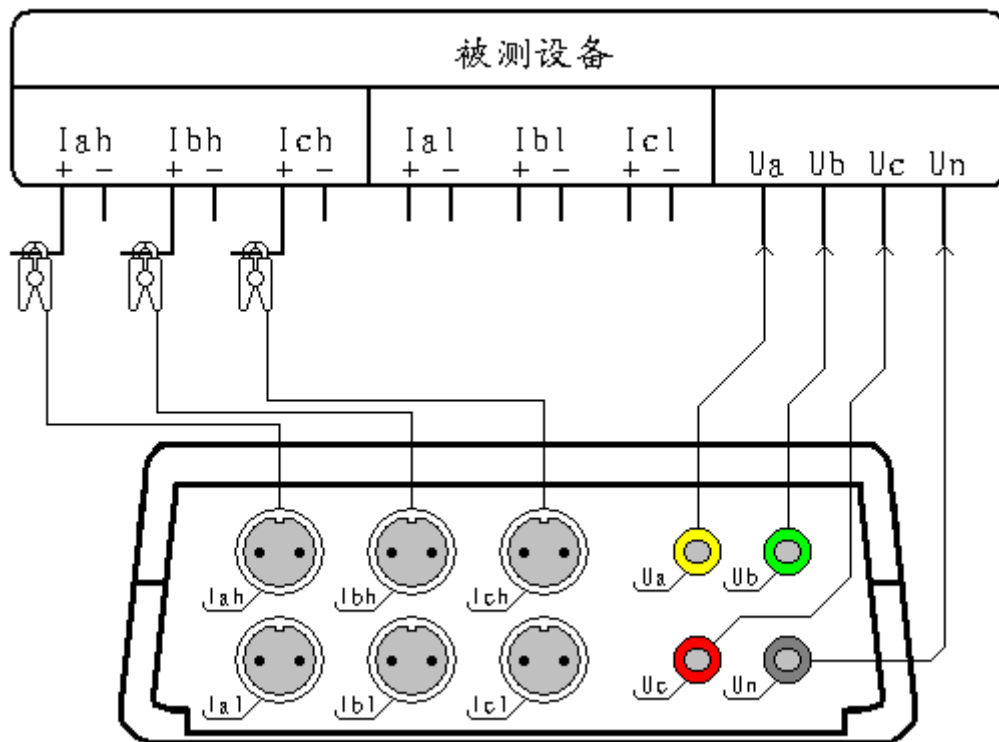 被测设备
Iah Ibh Ich Ial Ibl Icl
+ − + − + − + − + − + −
Ua Ub Uc Un
Iah Ibh Ich Ua Ub
Ial Ibl Icl Uc Un